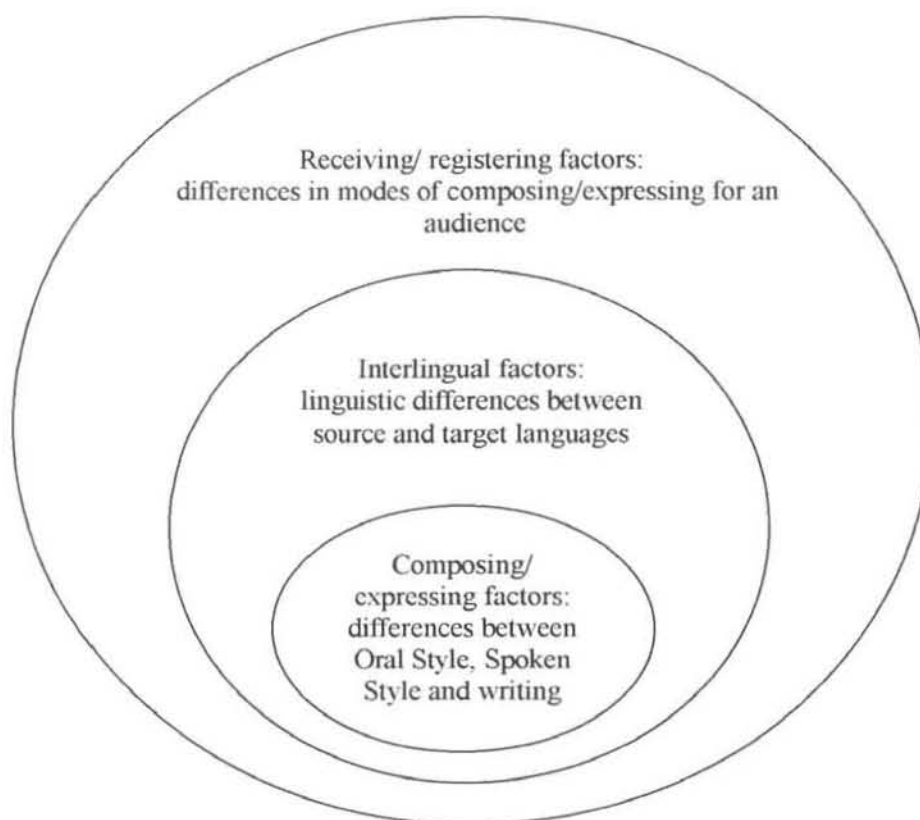 Receiving/ registering factors:
differences in modes of composing/expressing for an
audience
Interlingual factors:
linguistic differences between
source and target languages
Composing/
expressing factors:
differences between
Oral Style, Spoken
Style and writing